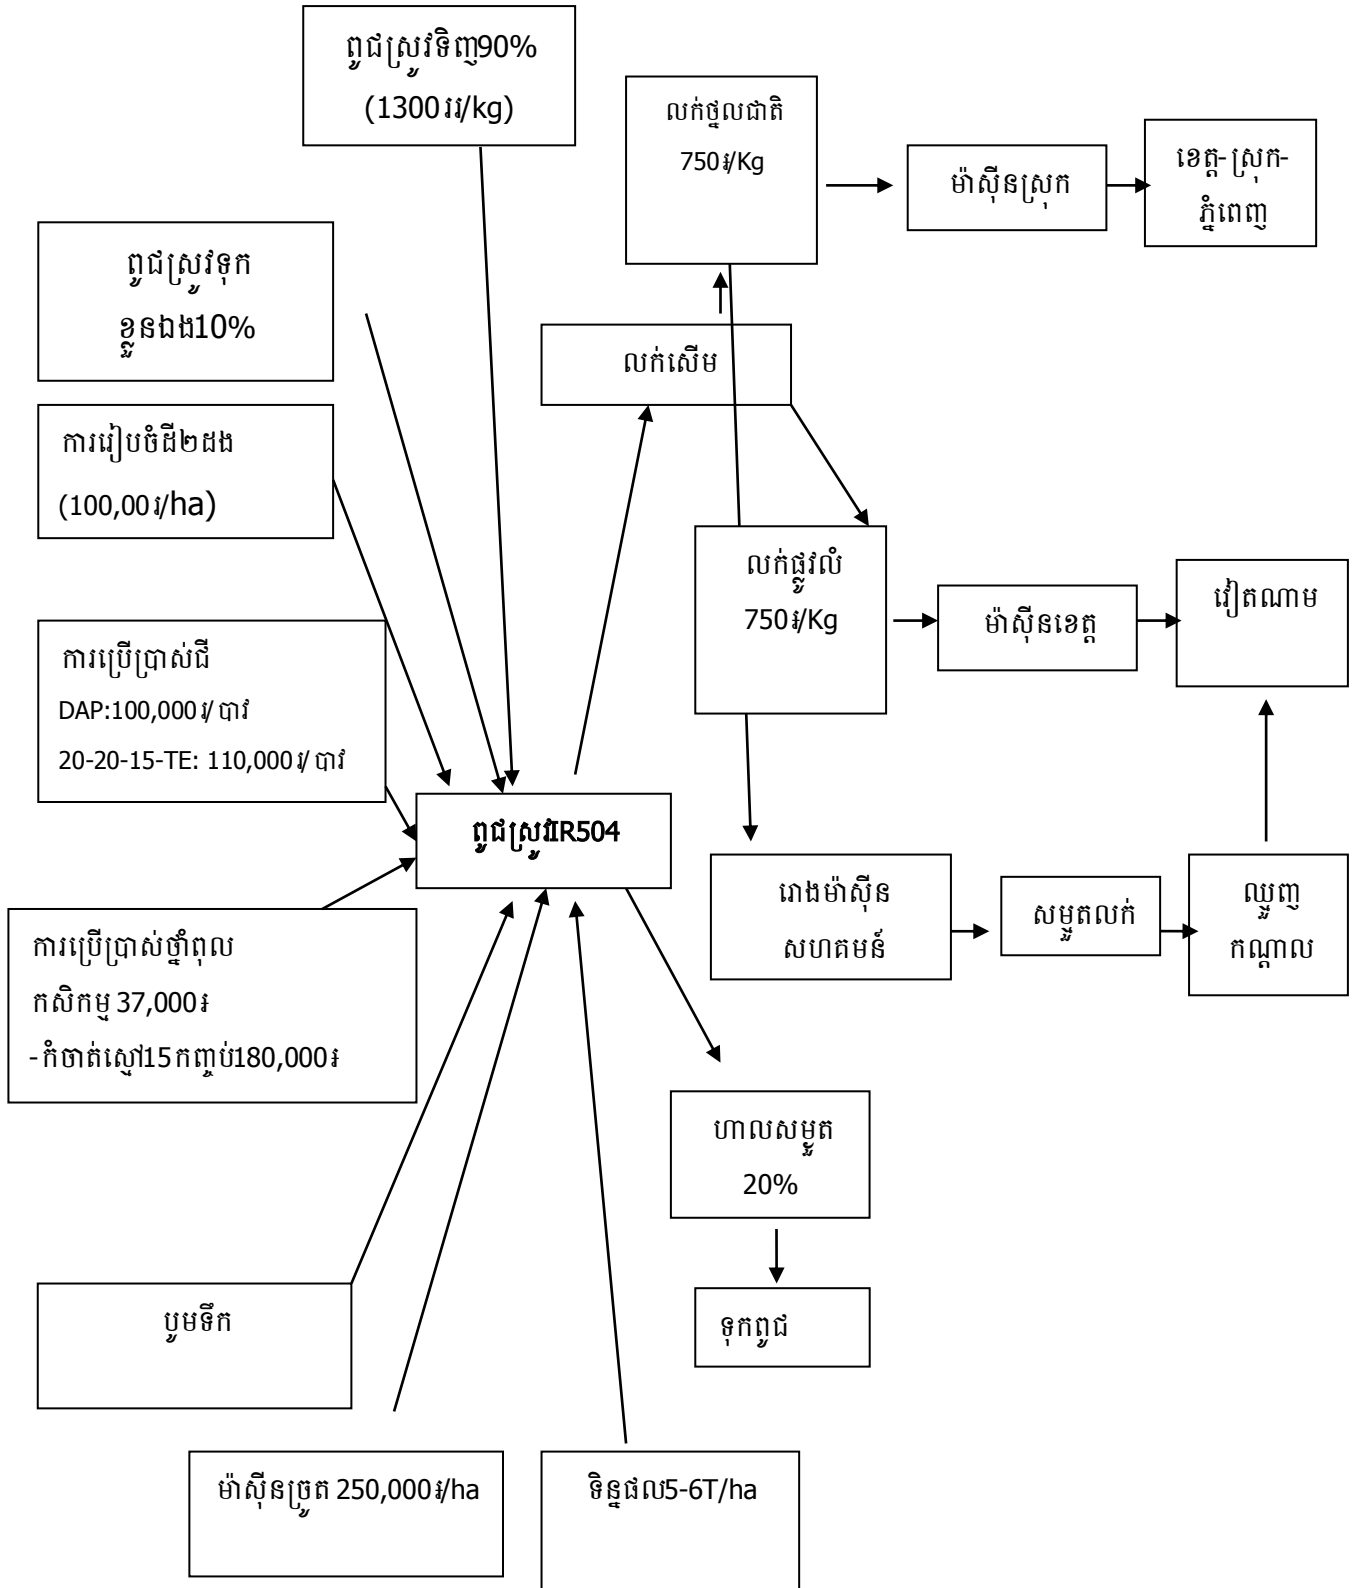 ពូជស្រូវទិញ90%
(1300រៀរ/kg)
លក់ថ្នលជាតិ
750៛/Kg
ម៉ាស៊ីនស្រុក
ខេត្ត-ស្រុក-
ភ្នំពេញ
ពូជស្រូវទុក
ខ្លួនឯង10%
លក់សើម
ការរៀបចំដី២ដង
(100,00៛/ha)
លក់ផ្លូវលំ
750៛/Kg
ម៉ាស៊ីនខេត្ត
វៀតណាម
ការប្រើប្រាស់ជី
DAP:100,000៛/ បាវ
20-20-15-TE: 110,000៛/ បាវ
ពូជស្រូវIR504
រោងម៉ាស៊ីន
សហគមន៍
សម្ងួតលក់
ឈ្មួញ
កណ្តាល
ការប្រើប្រាស់ថ្នាំពុល
កសិកម្ម 37,000៛
-កំចាត់ស្មៅ15កញ្ចប់180,000៛
ហាលសម្ងួត
20%
បូមទឹក
ទុកពូជ
ម៉ាស៊ីនច្រូត 250,000៛/ha
ទិន្នផល5-6T/ha